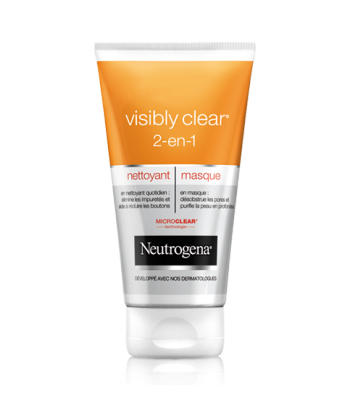 visibly clear®
2-en-1
nettoyant | masque
en nettoyant quotidien :
élimine les impuretés et
aide à réduire les boutons
en masque :
désobstrue les pores et
purifie la peau en profondeur
MICROCLEAR®
technologie
Neutrogena®
DÉVELOPPÉ AVEC NOS DERMATOLOGUES